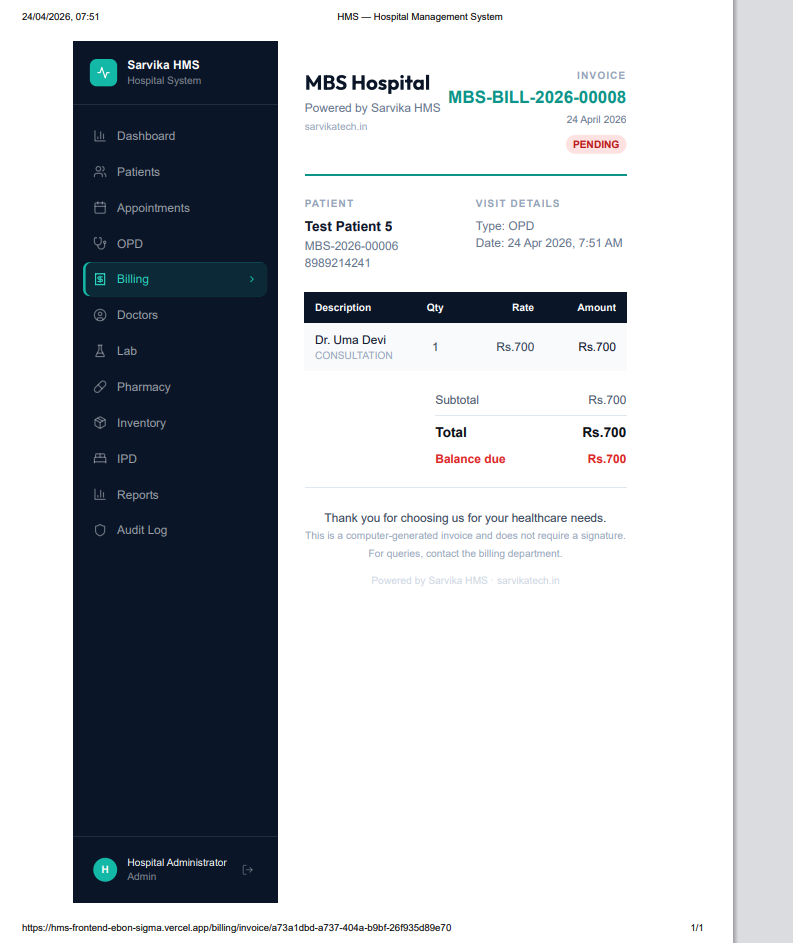 24/04/2026, 07:51
HMS — Hospital Management System
Sarvika HMS
Hospital System
Dashboard
Patients
Appointments
OPD
Billing
Doctors
Lab
Pharmacy
Inventory
IPD
Reports
Audit Log
H
Hospital Administrator
Admin
MBS Hospital
Powered by Sarvika HMS
sarvikatech.in
INVOICE
MBS-BILL-2026-00008
24 April 2026
PENDING
PATIENT
Test Patient 5
MBS-2026-00006
8989214241
VISIT DETAILS
Type: OPD
Date: 24 Apr 2026, 7:51 AM
Description Qty Rate Amount
Dr. Uma Devi 1 Rs.700 Rs.700
CONSULTATION
Subtotal Rs.700
Total Rs.700
Balance due Rs.700
Thank you for choosing us for your healthcare needs.
This is a computer-generated invoice and does not require a signature.
For queries, contact the billing department.
Powered by Sarvika HMS · sarvikatech.in
https://hms-frontend-ebon-sigma.vercel.app/billing/invoice/a73a1dbd-a737-404a-b9bf-26f935d89e70
1/1